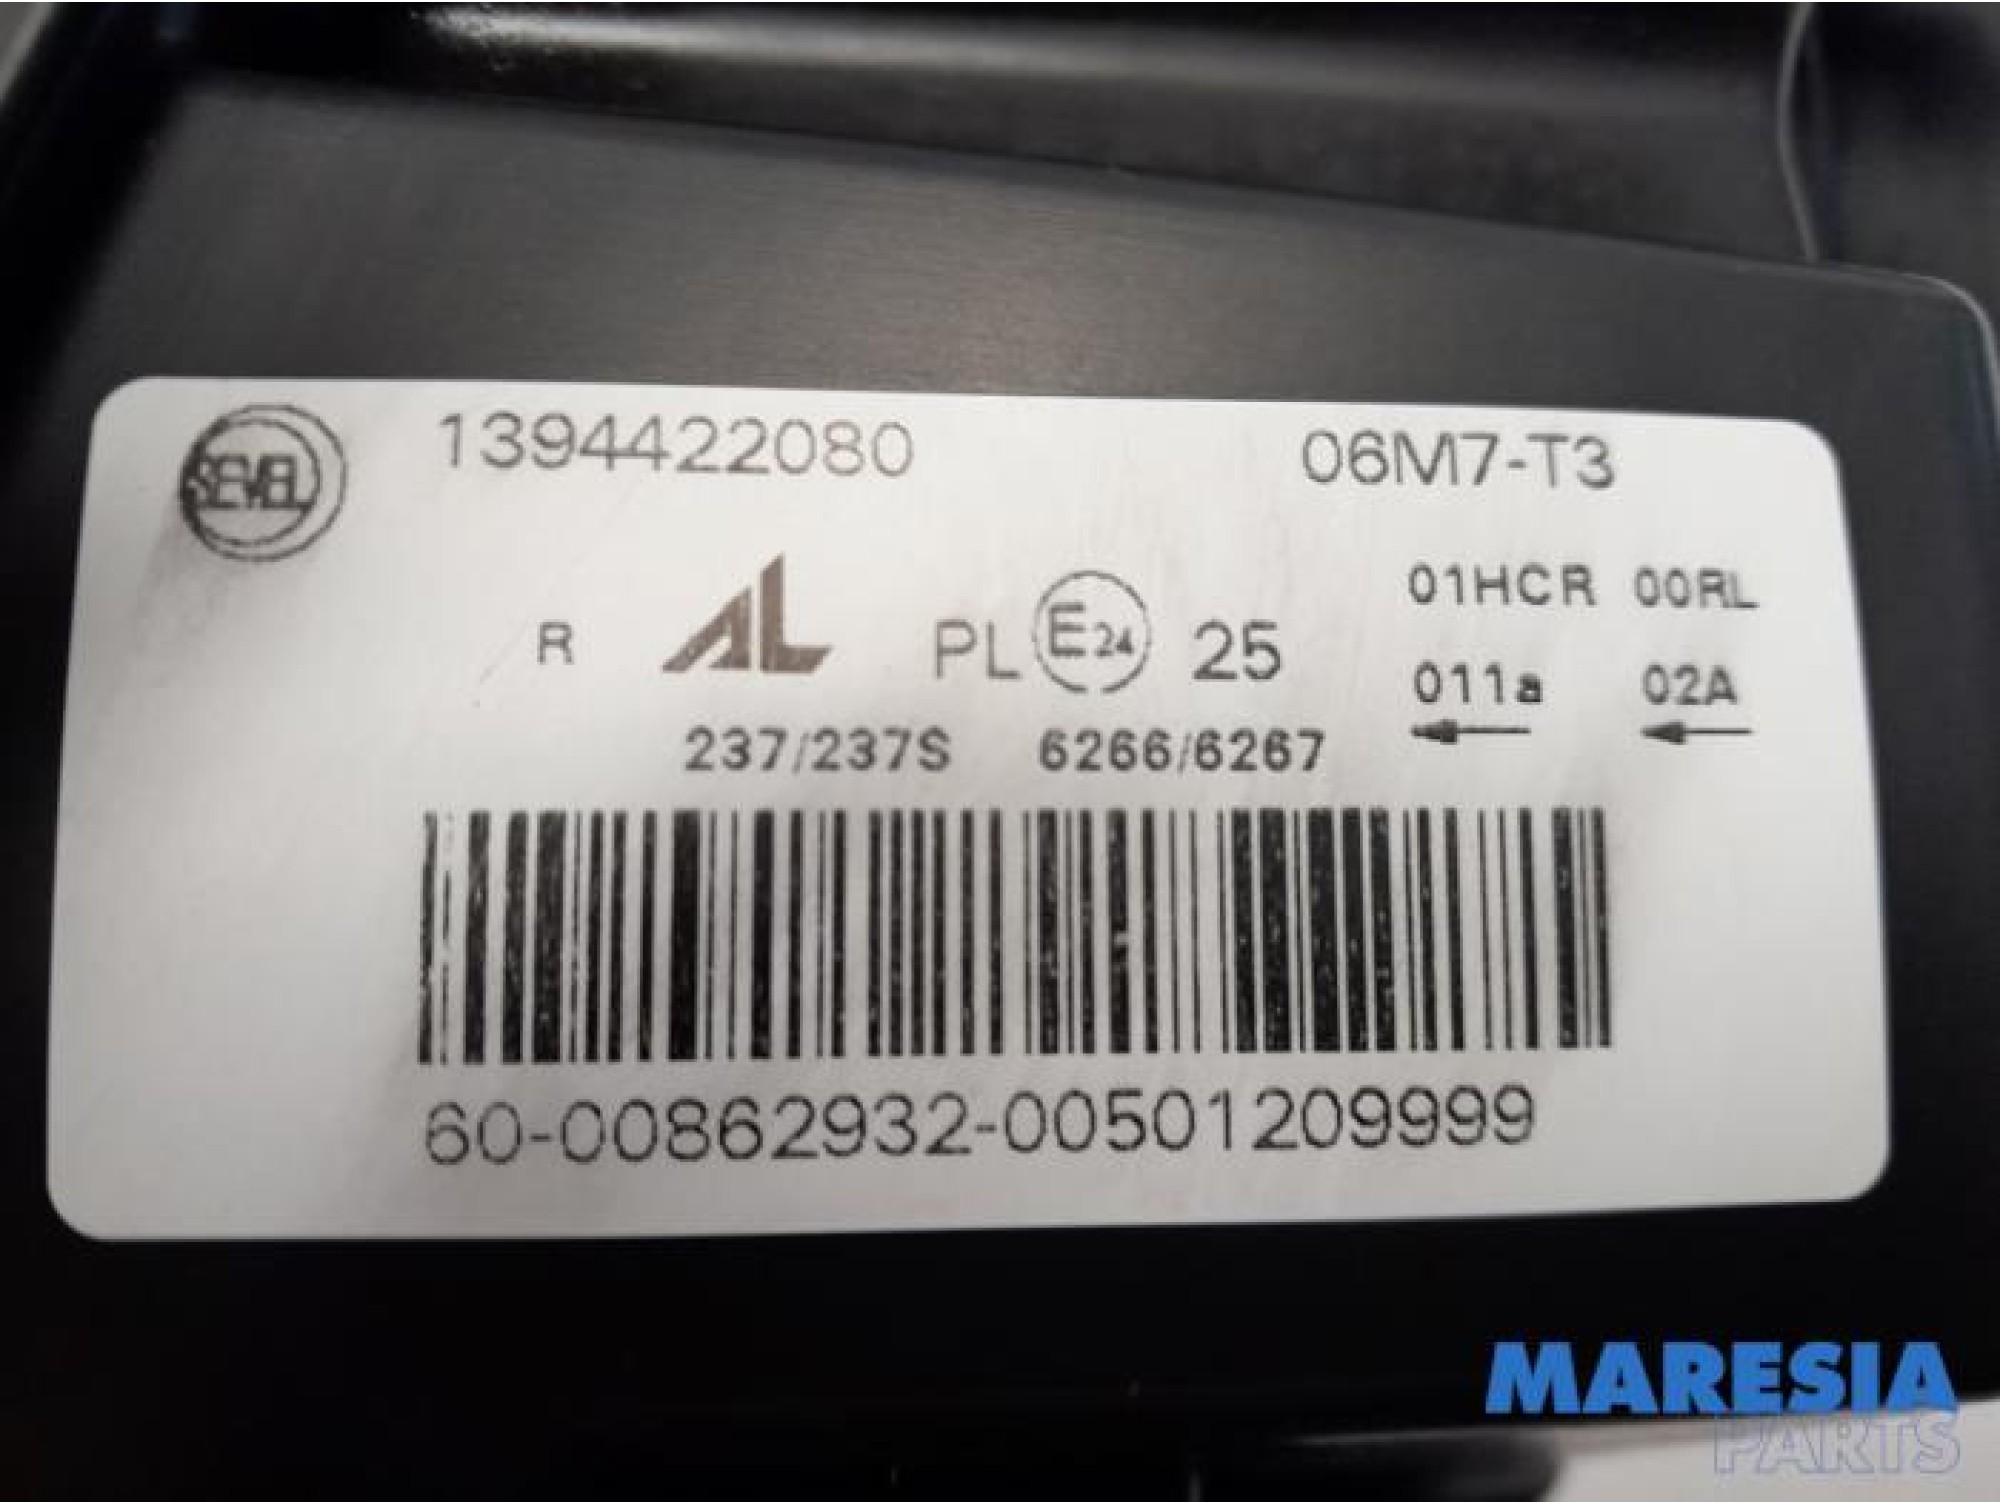 SEVEL 1394422080 06M7-T3
01HCR 00RL
R AL PL E24 25
011a 02A
237/237S 6266/6267
60-00862932-00501209999
MARESIA
PARTS